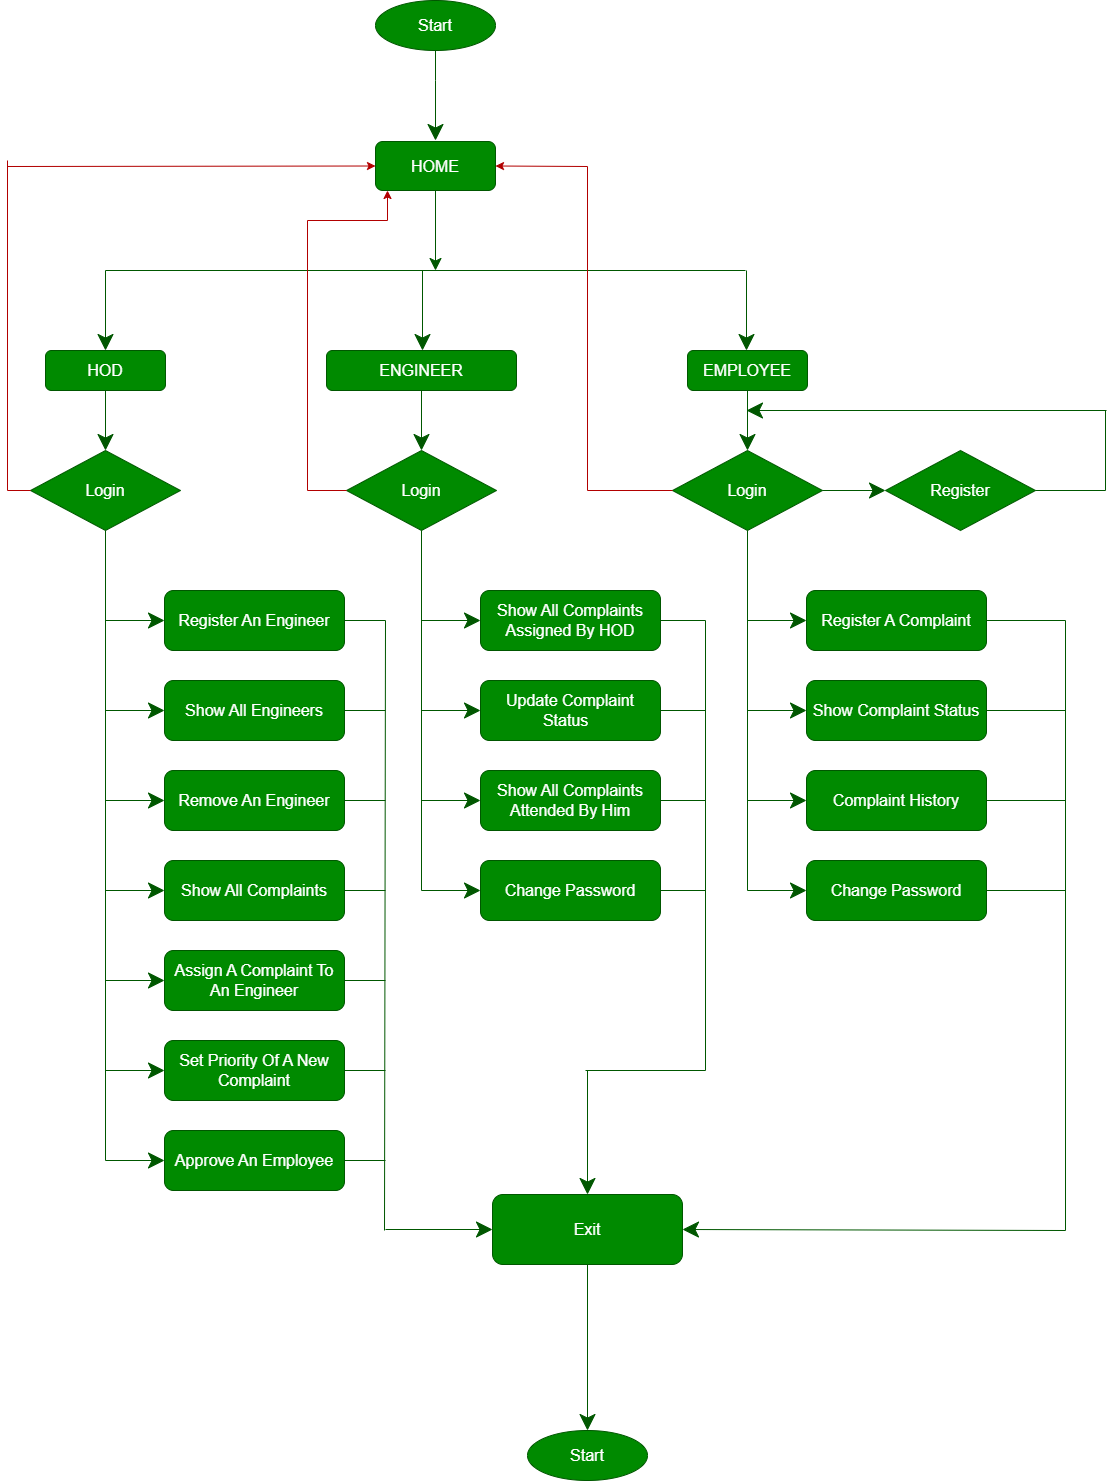 Start
HOME
HOD
ENGINEER
EMPLOYEE
Login
Login
Login
Register
Register An Engineer
Show All Engineers
Remove An Engineer
Show All Complaints
Assign A Complaint To
An Engineer
Set Priority Of A New
Complaint
Approve An Employee
Show All Complaints
Assigned By HOD
Update Complaint
Status
Show All Complaints
Attended By Him
Change Password
Register A Complaint
Show Complaint Status
Complaint History
Change Password
Exit
Start